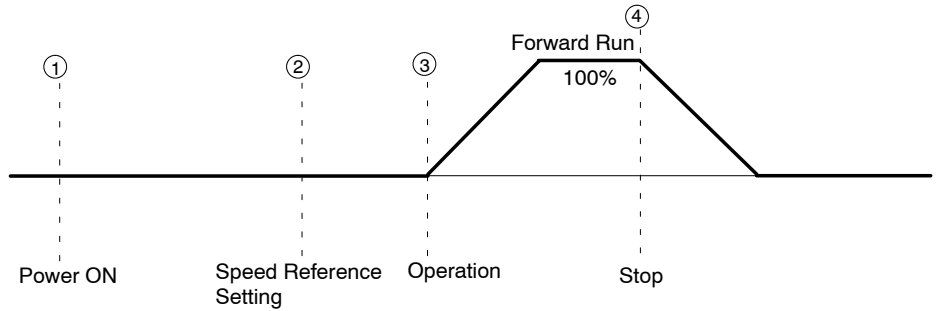 ④
Forward Run
① ② ③
100%
Power ON
Speed Reference
Setting
Operation
Stop